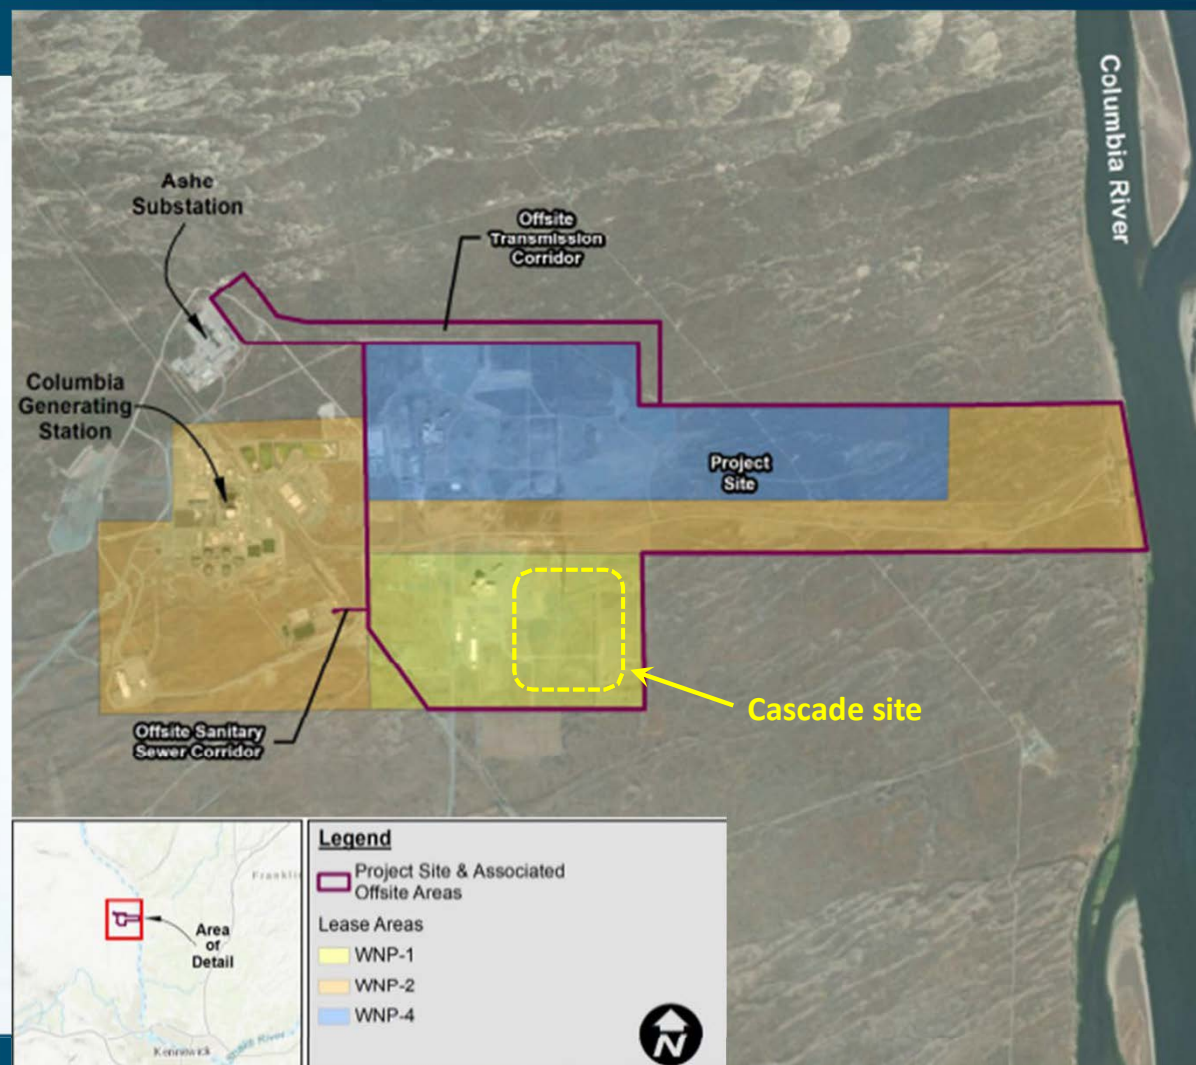 Columbia River
Ashe
Substation
Offsite
Transmission
Corridor
Columbia
Generating
Station
Project
Site
Cascade site
Offsite Sanitary
Sewer Corridor
Legend
Project Site & Associated
Offsite Areas
Lease Areas
WNP-1
WNP-2
WNP-4
N
Area
of
Detail
Kennewick
Snake River